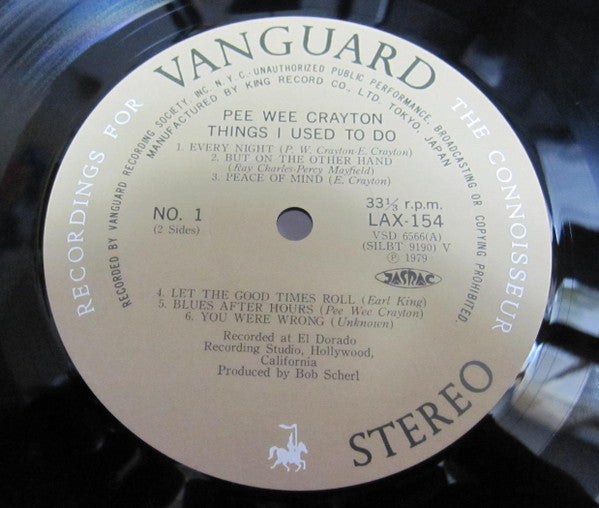 RECORDINGS FOR
VANGUARD
THE CONNOISSEUR
RECORDED BY VANGUARD RECORDING SOCIETY, INC. N.Y.C.·UNAUTHORIZED PUBLIC PERFORMANCE, BROADCASTING OR COPYING PROHIBITED.
MANUFACTURED BY KING RECORD CO., LTD. TOKYO, JAPAN
PEE WEE CRAYTON
THINGS I USED TO DO
1. EVERY NIGHT (P. W. Crayton-E. Crayton)
2. BUT ON THE OTHER HAND
(Ray Charles-Percy Mayfield)
3. PEACE OF MIND (E. Crayton)
NO. 1
(2 Sides)
33⅓ r.p.m.
LAX-154
VSD 6566(A)
(SILBT 9190) V
Ⓟ 1979
JASRAC
4. LET THE GOOD TIMES ROLL (Earl King)
5. BLUES AFTER HOURS (Pee Wee Crayton)
6. YOU WERE WRONG (Unknown)
Recorded at El Dorado
Recording Studio, Hollywood,
California
Produced by Bob Scherl
STEREO